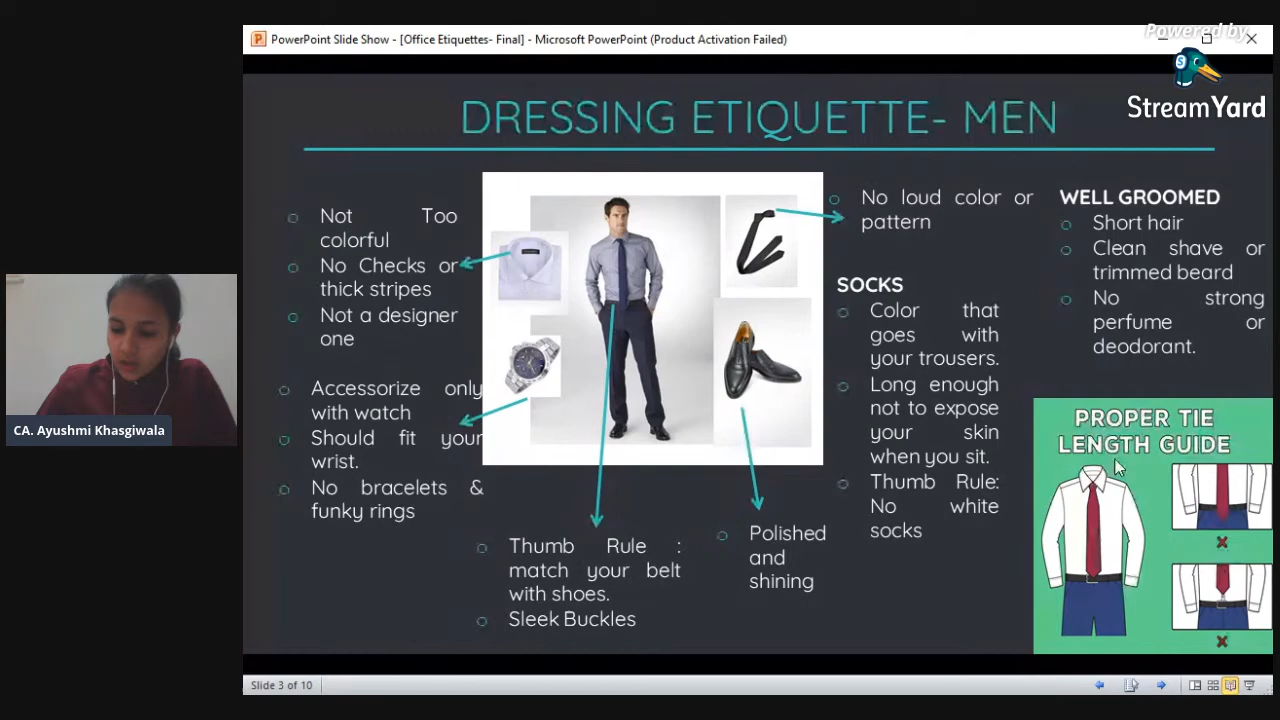 PowerPoint Slide Show - [Office Etiquettes- Final] - Microsoft PowerPoint (Product Activation Failed)
Powered by
StreamYard
DRESSING ETIQUETTE- MEN
Not Too
colorful
No Checks or
thick stripes
Not a designer
one
Accessorize only
with watch
Should fit your
wrist.
No bracelets &
funky rings
Thumb Rule :
match your belt
with shoes.
Sleek Buckles
Polished
and
shining
No loud color or
pattern
SOCKS
Color that
goes with
your trousers.
Long enough
not to expose
your skin
when you sit.
Thumb Rule:
No white
socks
WELL GROOMED
Short hair
Clean shave or
trimmed beard
No strong
perfume or
deodorant.
PROPER TIE
LENGTH GUIDE
CA. Ayushmi Khasgiwala
Slide 3 of 10